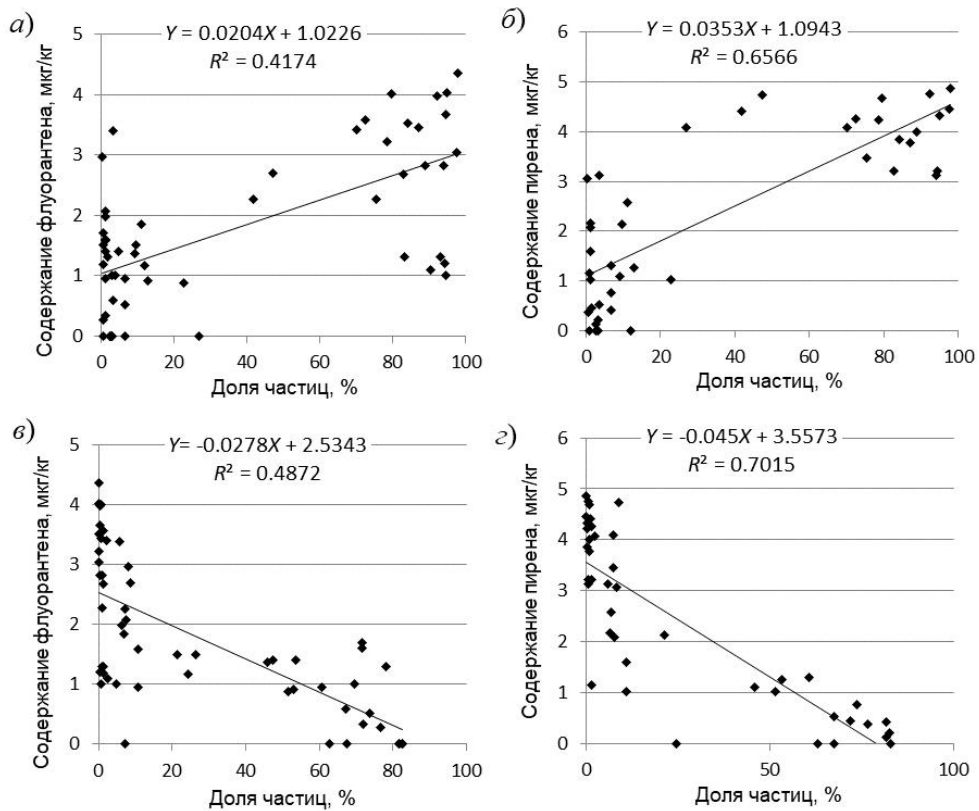 а)
Y = 0.0204X + 1.0226
R² = 0.4174
Содержание флуорантена, мкг/кг
5
4
3
2
1
0
0 20 40 60 80 100
Доля частиц, %
б)
Y = 0.0353X + 1.0943
R² = 0.6566
Содержание пирена, мкг/кг
6
5
4
3
2
1
0
0 20 40 60 80 100
Доля частиц, %
в)
Y= -0.0278X + 2.5343
R² = 0.4872
Содержание флуорантена, мкг/кг
5
4
3
2
1
0
0 20 40 60 80 100
Доля частиц, %
г)
Y = -0.045X + 3.5573
R² = 0.7015
Содержание пирена, мкг/кг
6
5
4
3
2
1
0
0 50 100
Доля частиц, %